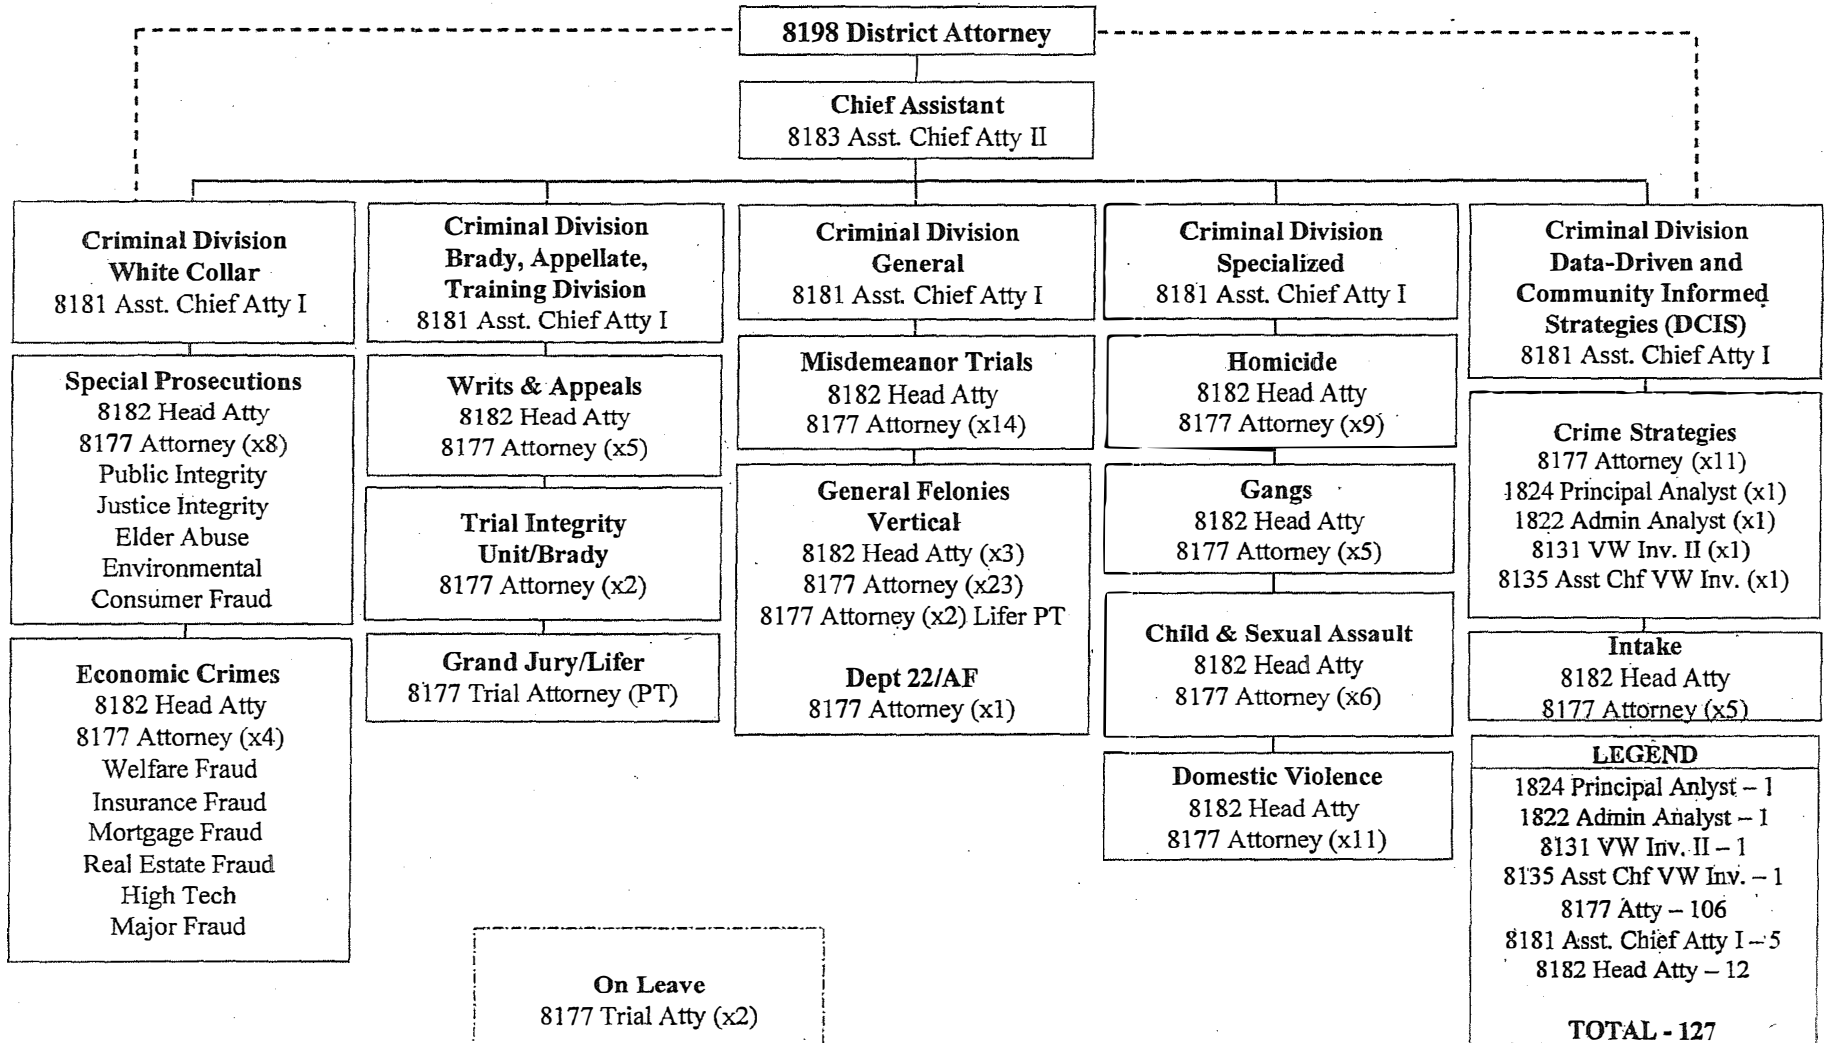 8198 District Attorney
Chief Assistant
8183 Asst. Chief Atty II
Criminal Division
White Collar
8181 Asst. Chief Atty I
Special Prosecutions
8182 Head Atty
8177 Attorney (x8)
Public Integrity
Justice Integrity
Elder Abuse
Environmental
Consumer Fraud
Economic Crimes
8182 Head Atty
8177 Attorney (x4)
Welfare Fraud
Insurance Fraud
Mortgage Fraud
Real Estate Fraud
High Tech
Major Fraud
Criminal Division
Brady, Appellate,
Training Division
8181 Asst. Chief Atty I
Writs & Appeals
8182 Head Atty
8177 Attorney (x5)
Trial Integrity
Unit/Brady
8177 Attorney (x2)
Grand Jury/Lifer
8177 Trial Attorney (PT)
Criminal Division
General
8181 Asst. Chief Atty I
Misdemeanor Trials
8182 Head Atty
8177 Attorney (x14)
General Felonies
Vertical
8182 Head Atty (x3)
8177 Attorney (x23)
8177 Attorney (x2) Lifer PT
Dept 22/AF
8177 Attorney (x1)
Criminal Division
Specialized
8181 Asst. Chief Atty I
Homicide
8182 Head Atty
8177 Attorney (x9)
Gangs
8182 Head Atty
8177 Attorney (x5)
Child & Sexual Assault
8182 Head Atty
8177 Attorney (x6)
Domestic Violence
8182 Head Atty
8177 Attorney (x11)
Criminal Division
Data-Driven and
Community Informed
Strategies (DCIS)
8181 Asst. Chief Atty I
Crime Strategies
8177 Attorney (x11)
1824 Principal Analyst (x1)
1822 Admin Analyst (x1)
8131 VW Inv. II (x1)
8135 Asst Chf VW Inv. (x1)
Intake
8182 Head Atty
8177 Attorney (x5)
LEGEND
1824 Principal Anlyst – 1
1822 Admin Analyst – 1
8131 VW Inv. II – 1
8135 Asst Chf VW Inv. – 1
8177 Atty – 106
8181 Asst. Chief Atty I – 5
8182 Head Atty – 12
TOTAL - 127
On Leave
8177 Trial Atty (x2)